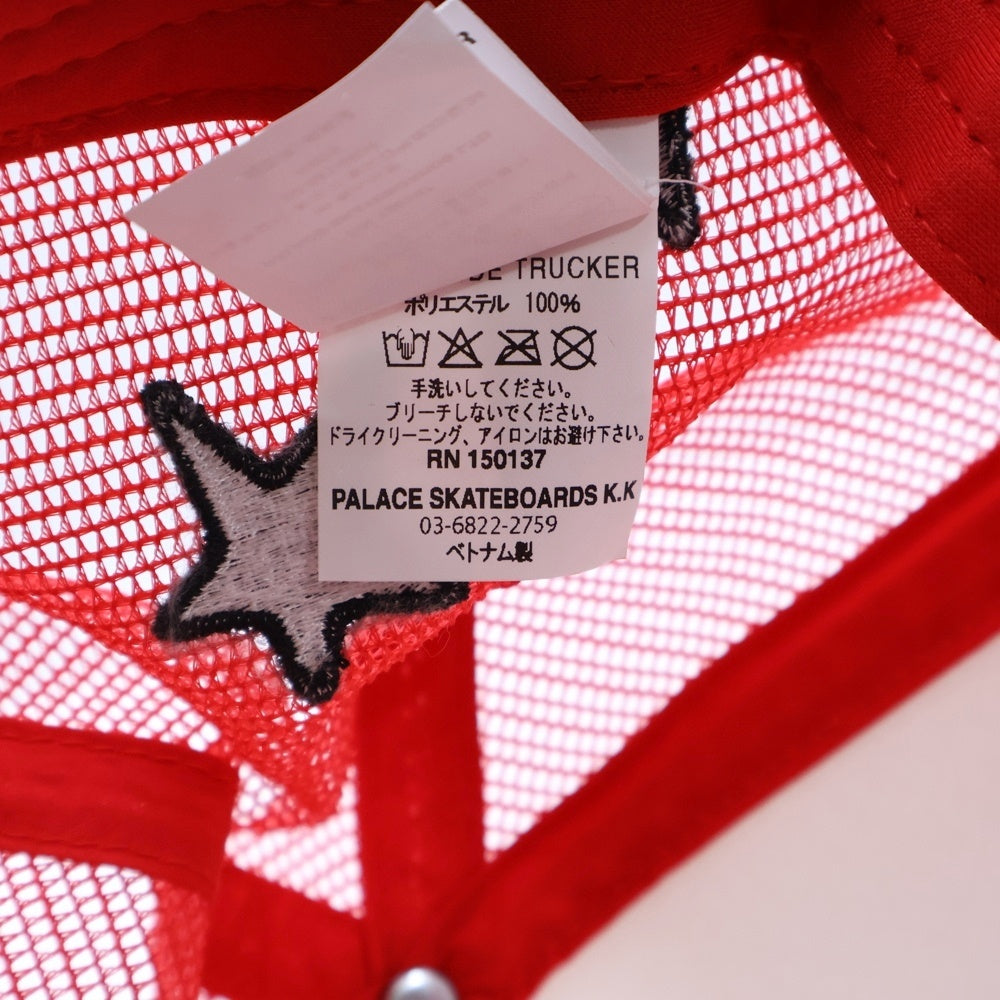 DE TRUCKER
ポリエステル 100%
手洗いしてください。
ブリーチしないでください。
ドライクリーニング、アイロンはお避け下さい。
RN 150137
PALACE SKATEBOARDS K.K
03-6822-2759
ベトナム製